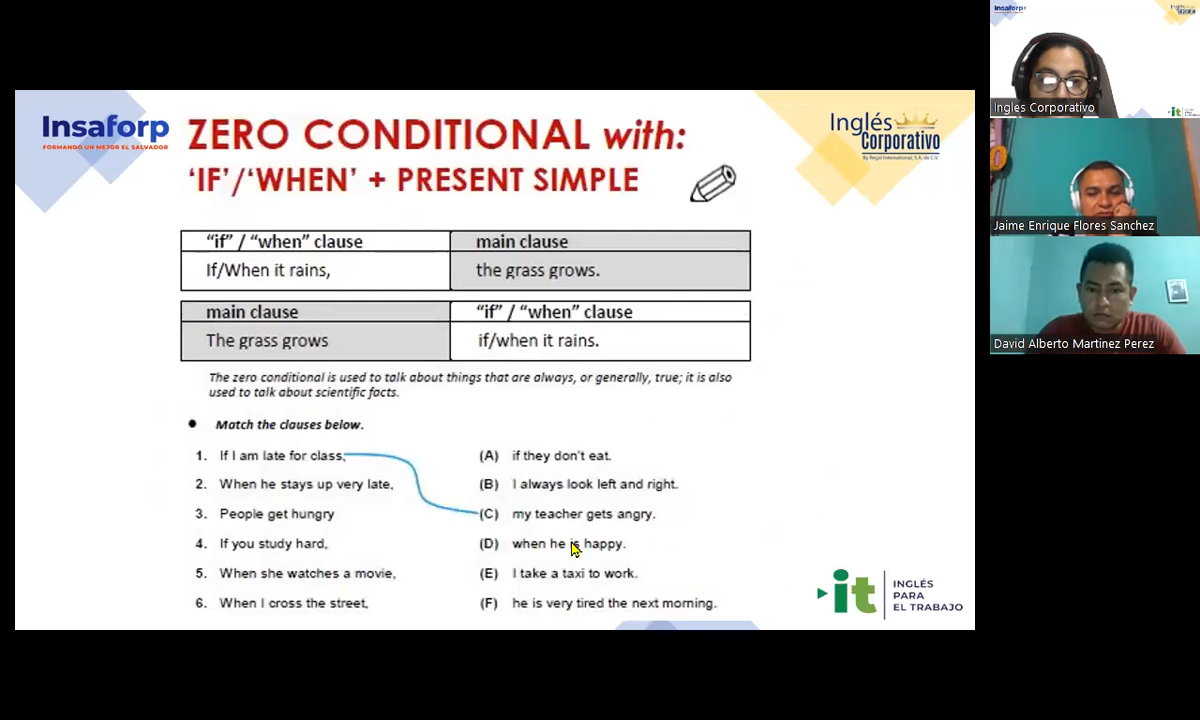 Insaforp
FORMANDO UN MEJOR EL SALVADOR
ZERO CONDITIONAL with:
'IF'/'WHEN' + PRESENT SIMPLE
Inglés
Corporativo
By Regal International, S.A. de C.V.
"if" / "when" clause
main clause
If/When it rains,
the grass grows.
main clause
"if" / "when" clause
The grass grows
if/when it rains.
The zero conditional is used to talk about things that are always, or generally, true; it is also
used to talk about scientific facts.
Match the clauses below.
1. If I am late for class,
(A) if they don't eat.
2. When he stays up very late,
(B) I always look left and right.
3. People get hungry
(C) my teacher gets angry.
4. If you study hard,
(D) when he is happy.
5. When she watches a movie,
(E) I take a taxi to work.
6. When I cross the street,
(F) he is very tired the next morning.
it
INGLÉS
PARA
EL TRABAJO
Insaforp
Ingles Corporativo
Jaime Enrique Flores Sanchez
David Alberto Martinez Perez